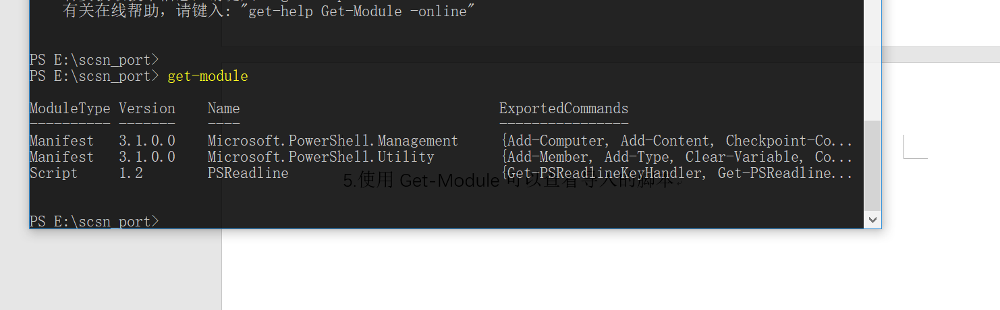 有关在线帮助，请键入: "get-help Get-Module -online"
PS E:\scsn_port>
PS E:\scsn_port> get-module
ModuleType Version    Name                                ExportedCommands
---------- -------    ----                                ----------------
Manifest   3.1.0.0    Microsoft.PowerShell.Management     {Add-Computer, Add-Content, Checkpoint-Co...
Manifest   3.1.0.0    Microsoft.PowerShell.Utility        {Add-Member, Add-Type, Clear-Variable, Co...
Script     1.2        PSReadline                          {Get-PSReadlineKeyHandler, Get-PSReadline...
5.使用 Get-Module 可以查看导入的脚本
PS E:\scsn_port>